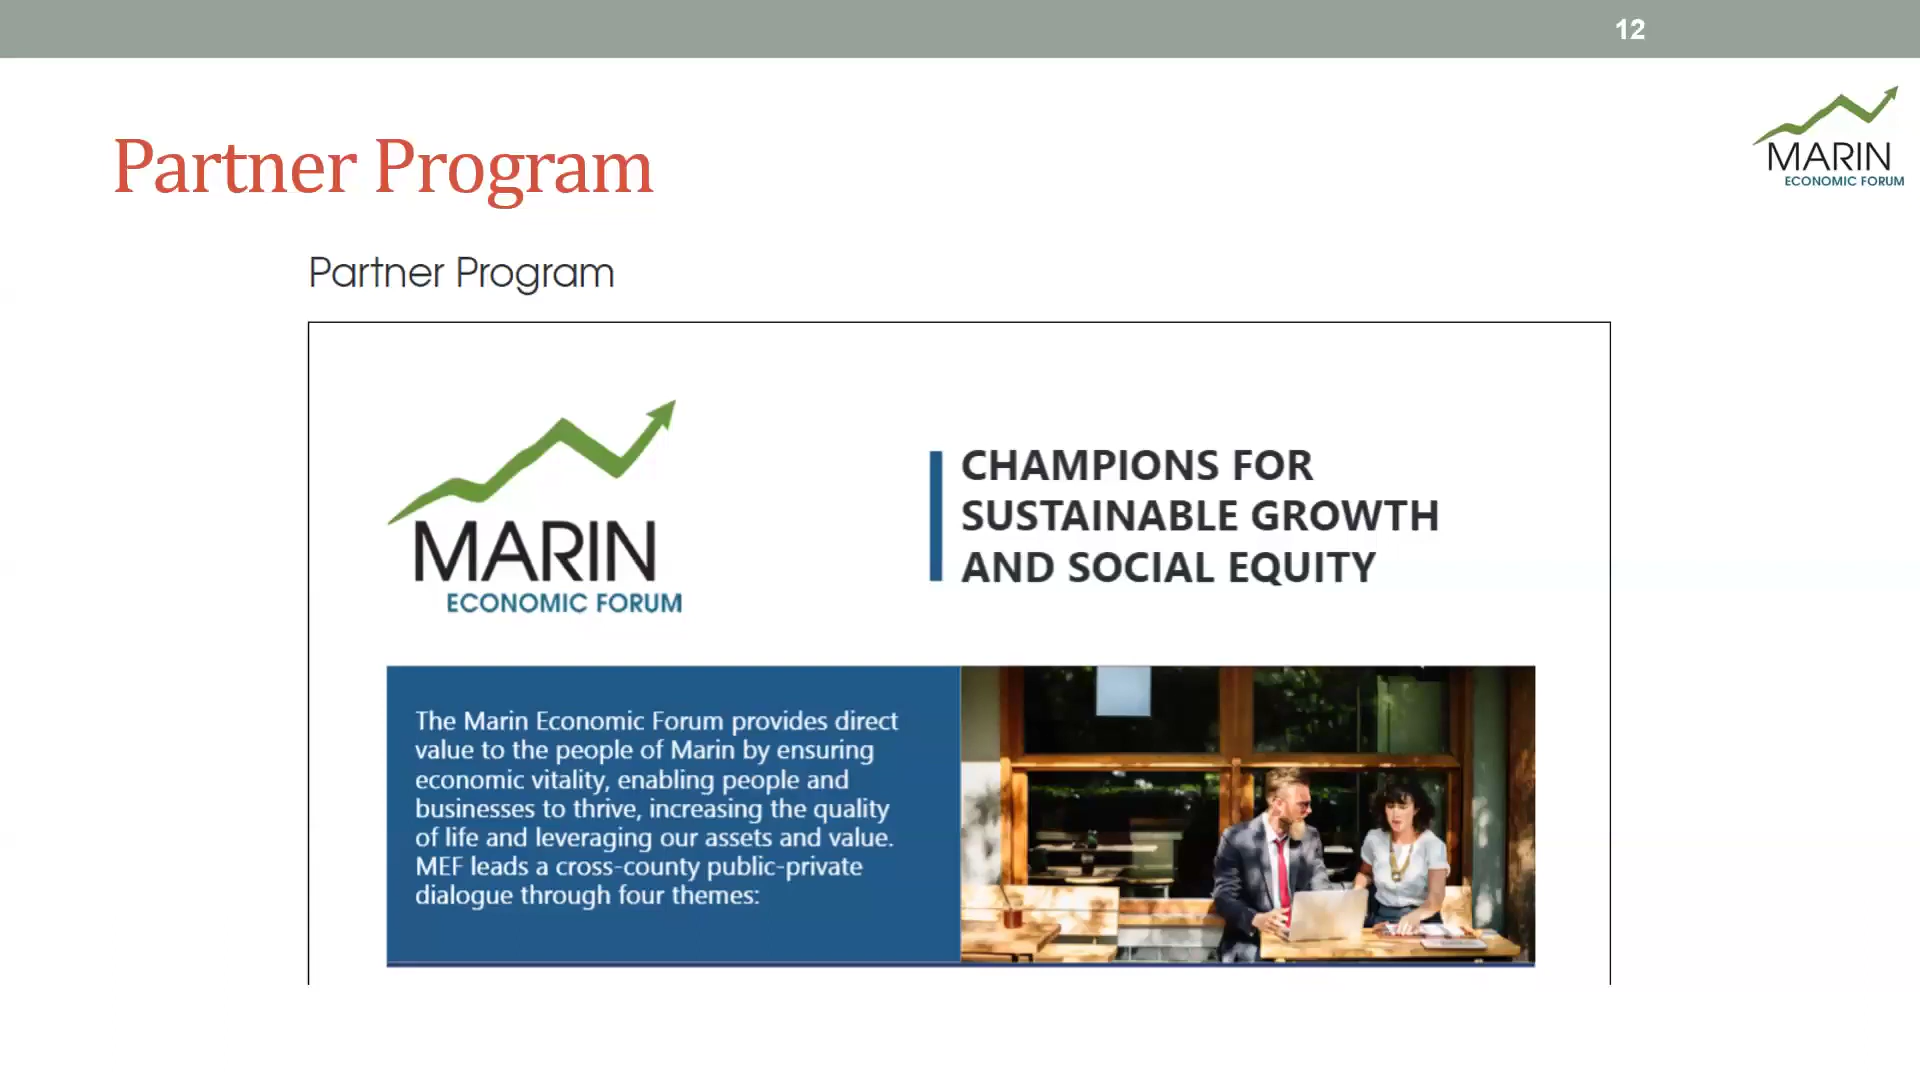 12
MARIN
ECONOMIC FORUM
Partner Program
Partner Program
MARIN
ECONOMIC FORUM
CHAMPIONS FOR
SUSTAINABLE GROWTH
AND SOCIAL EQUITY
The Marin Economic Forum provides direct
value to the people of Marin by ensuring
economic vitality, enabling people and
businesses to thrive, increasing the quality
of life and leveraging our assets and value.
MEF leads a cross-county public-private
dialogue through four themes: